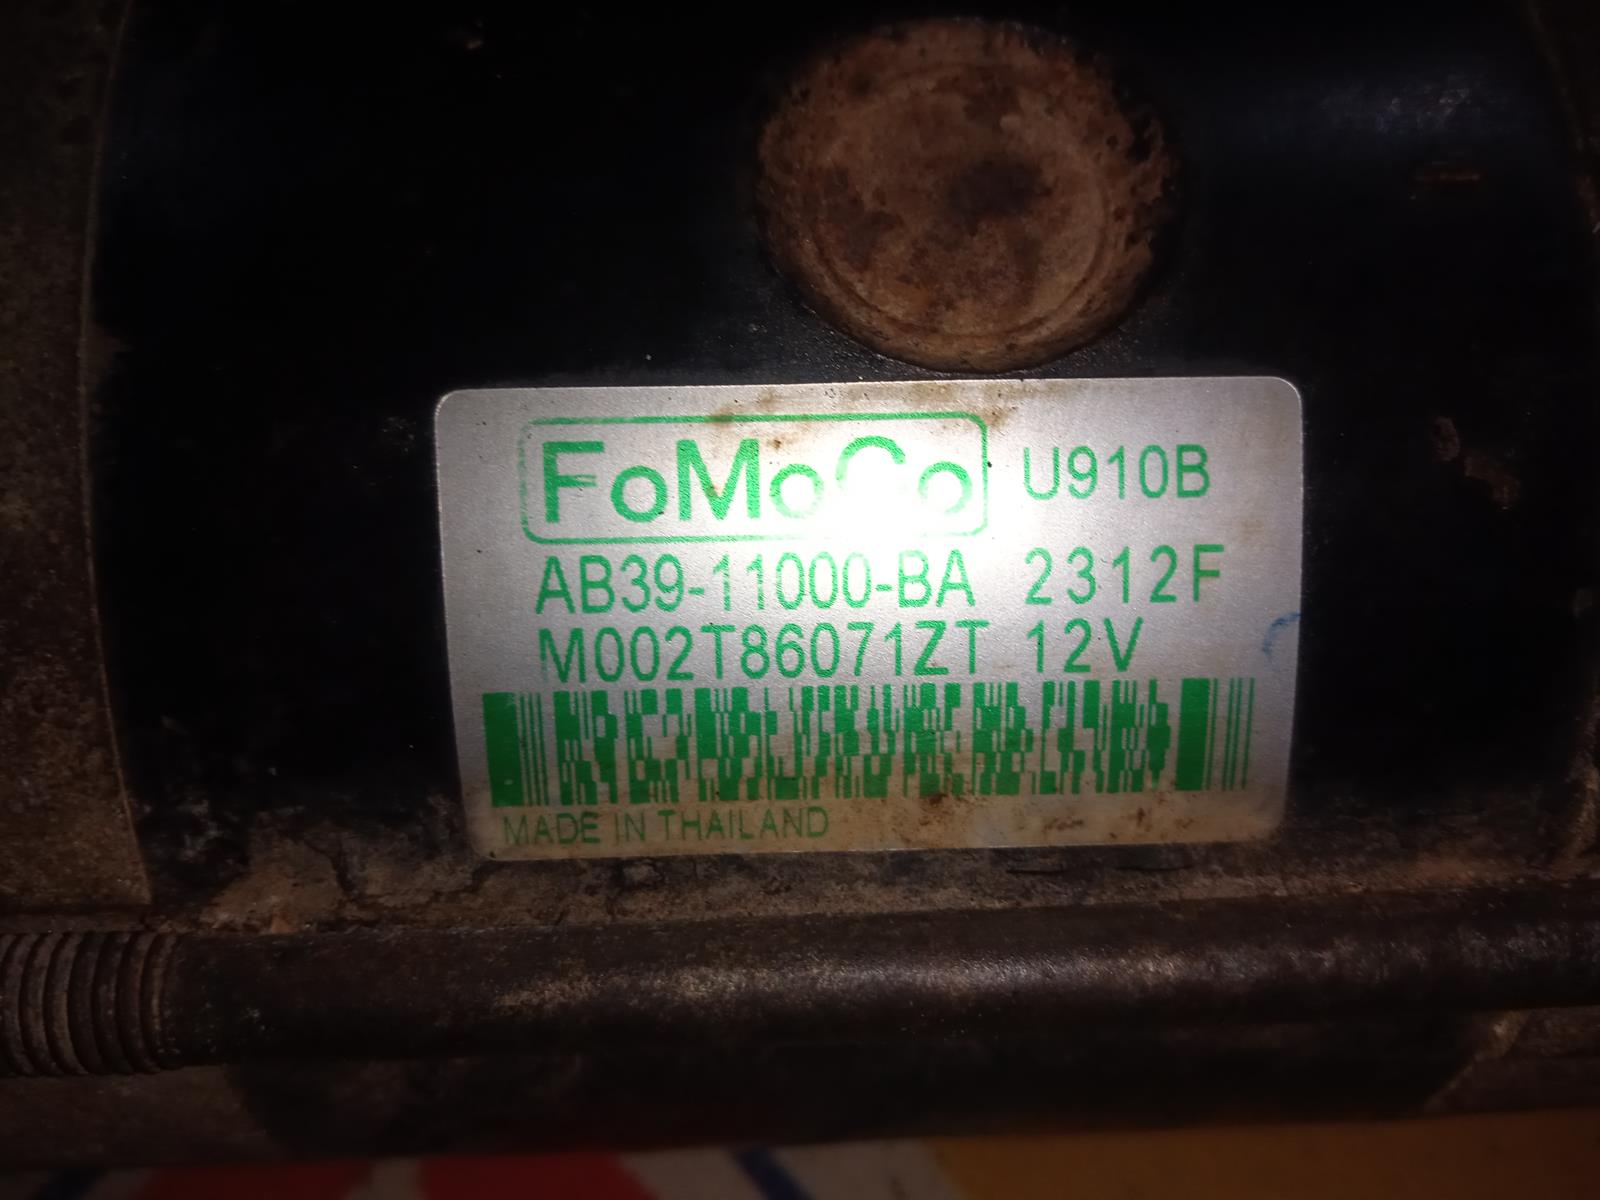 FoMoCo U910B
AB39-11000-BA 2312F
M002T86071ZT 12V
MADE IN THAILAND